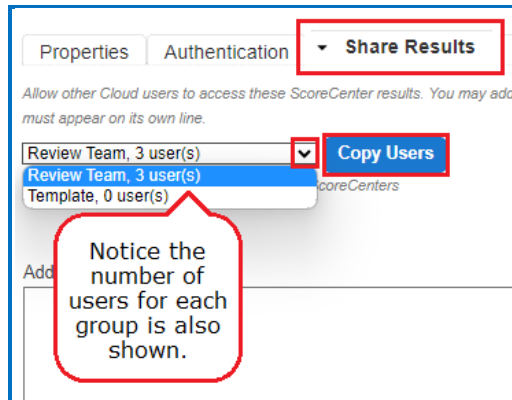 Properties Authentication Share Results
Allow other Cloud users to access these ScoreCenter results. You may add
must appear on its own line.
Review Team, 3 user(s) Copy Users
Review Team, 3 user(s)
Template, 0 user(s) ScoreCenters
Notice the
number of
users for each
group is also
shown.
Add